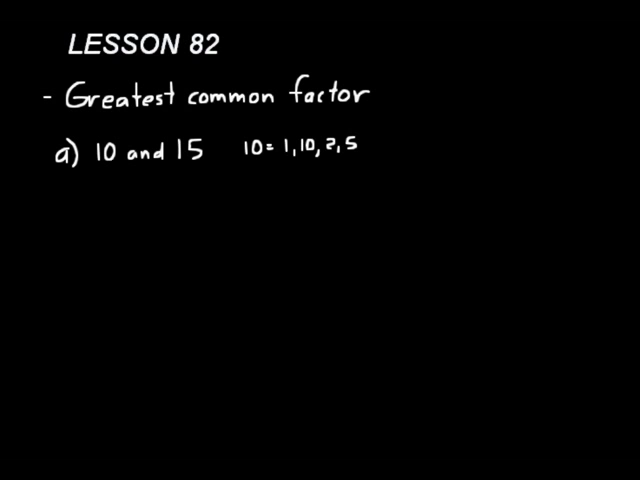 LESSON 82
- Greatest common factor
a) 10 and 15 10= 1, 10, 2, 5